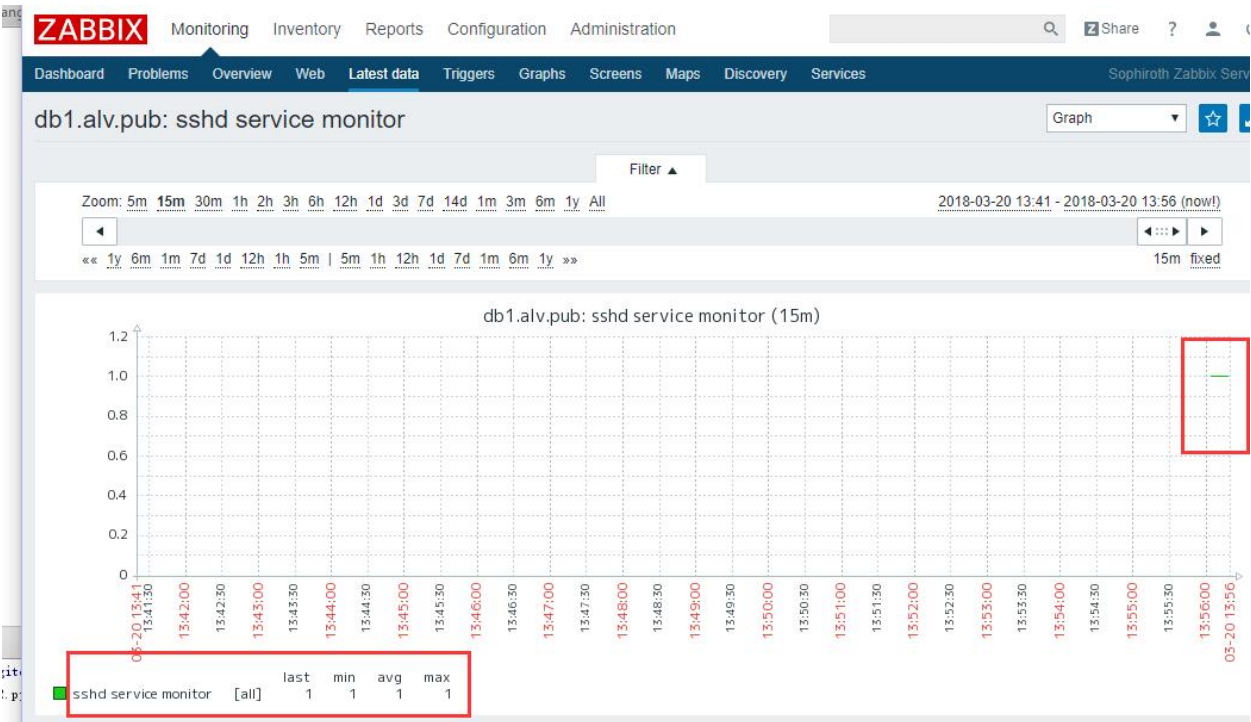 ang
ZABBIX Monitoring Inventory Reports Configuration Administration Z Share ?
Dashboard Problems Overview Web Latest data Triggers Graphs Screens Maps Discovery Services Sophiroth Zabbix Serv
db1.alv.pub: sshd service monitor Graph
Filter
Zoom: 5m 15m 30m 1h 2h 3h 6h 12h 1d 3d 7d 14d 1m 3m 6m 1y All 2018-03-20 13:41 - 2018-03-20 13:56 (now!)
«« 1y 6m 1m 7d 1d 12h 1h 5m | 5m 1h 12h 1d 7d 1m 6m 1y »» 15m fixed
db1.alv.pub: sshd service monitor (15m)
1.2
1.0
0.8
0.6
0.4
0.2
0
03-20 13:41 13:41:30 13:42:00 13:42:30 13:43:00 13:43:30 13:44:00 13:44:30 13:45:00 13:45:30 13:46:00 13:46:30 13:47:00 13:47:30 13:48:00 13:48:30 13:49:00 13:49:30 13:50:00 13:50:30 13:51:00 13:51:30 13:52:00 13:52:30 13:53:00 13:53:30 13:54:00 13:54:30 13:55:00 13:55:30 13:56:00 03-20 13:56
last min avg max
sshd service monitor [all] 1 1 1 1